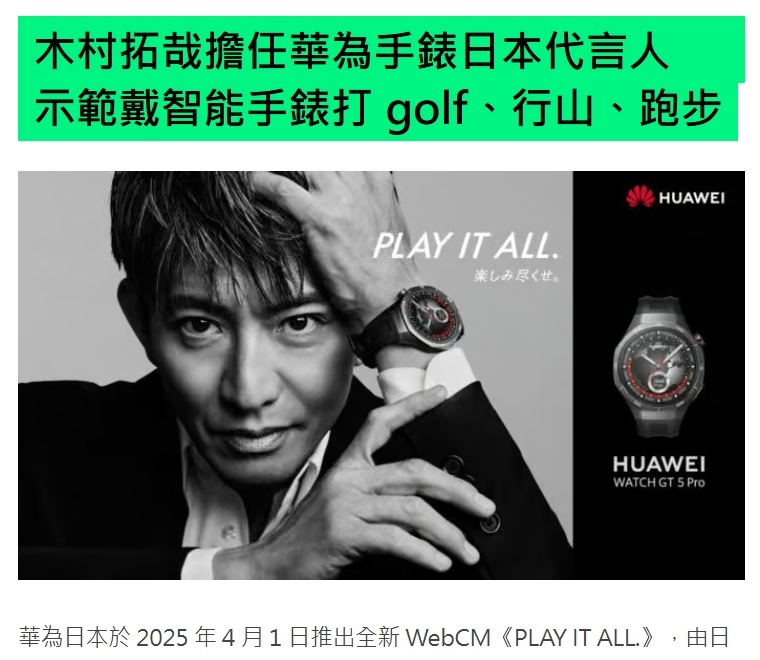 木村拓哉擔任華為手錶日本代言人
示範戴智能手錶打 golf、行山、跑步
HUAWEI
PLAY IT ALL.
楽しみ尽くせ。
HUAWEI
WATCH GT 5 Pro
華為日本於 2025 年 4 月 1 日推出全新 WebCM《PLAY IT ALL.》，由日